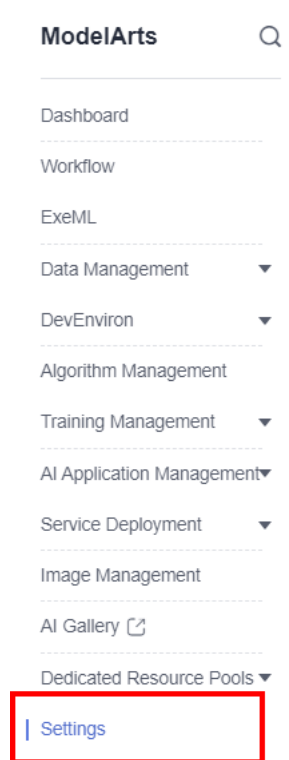 ModelArts
Dashboard
Workflow
ExeML
Data Management
DevEnviron
Algorithm Management
Training Management
AI Application Management
Service Deployment
Image Management
AI Gallery
Dedicated Resource Pools
Settings